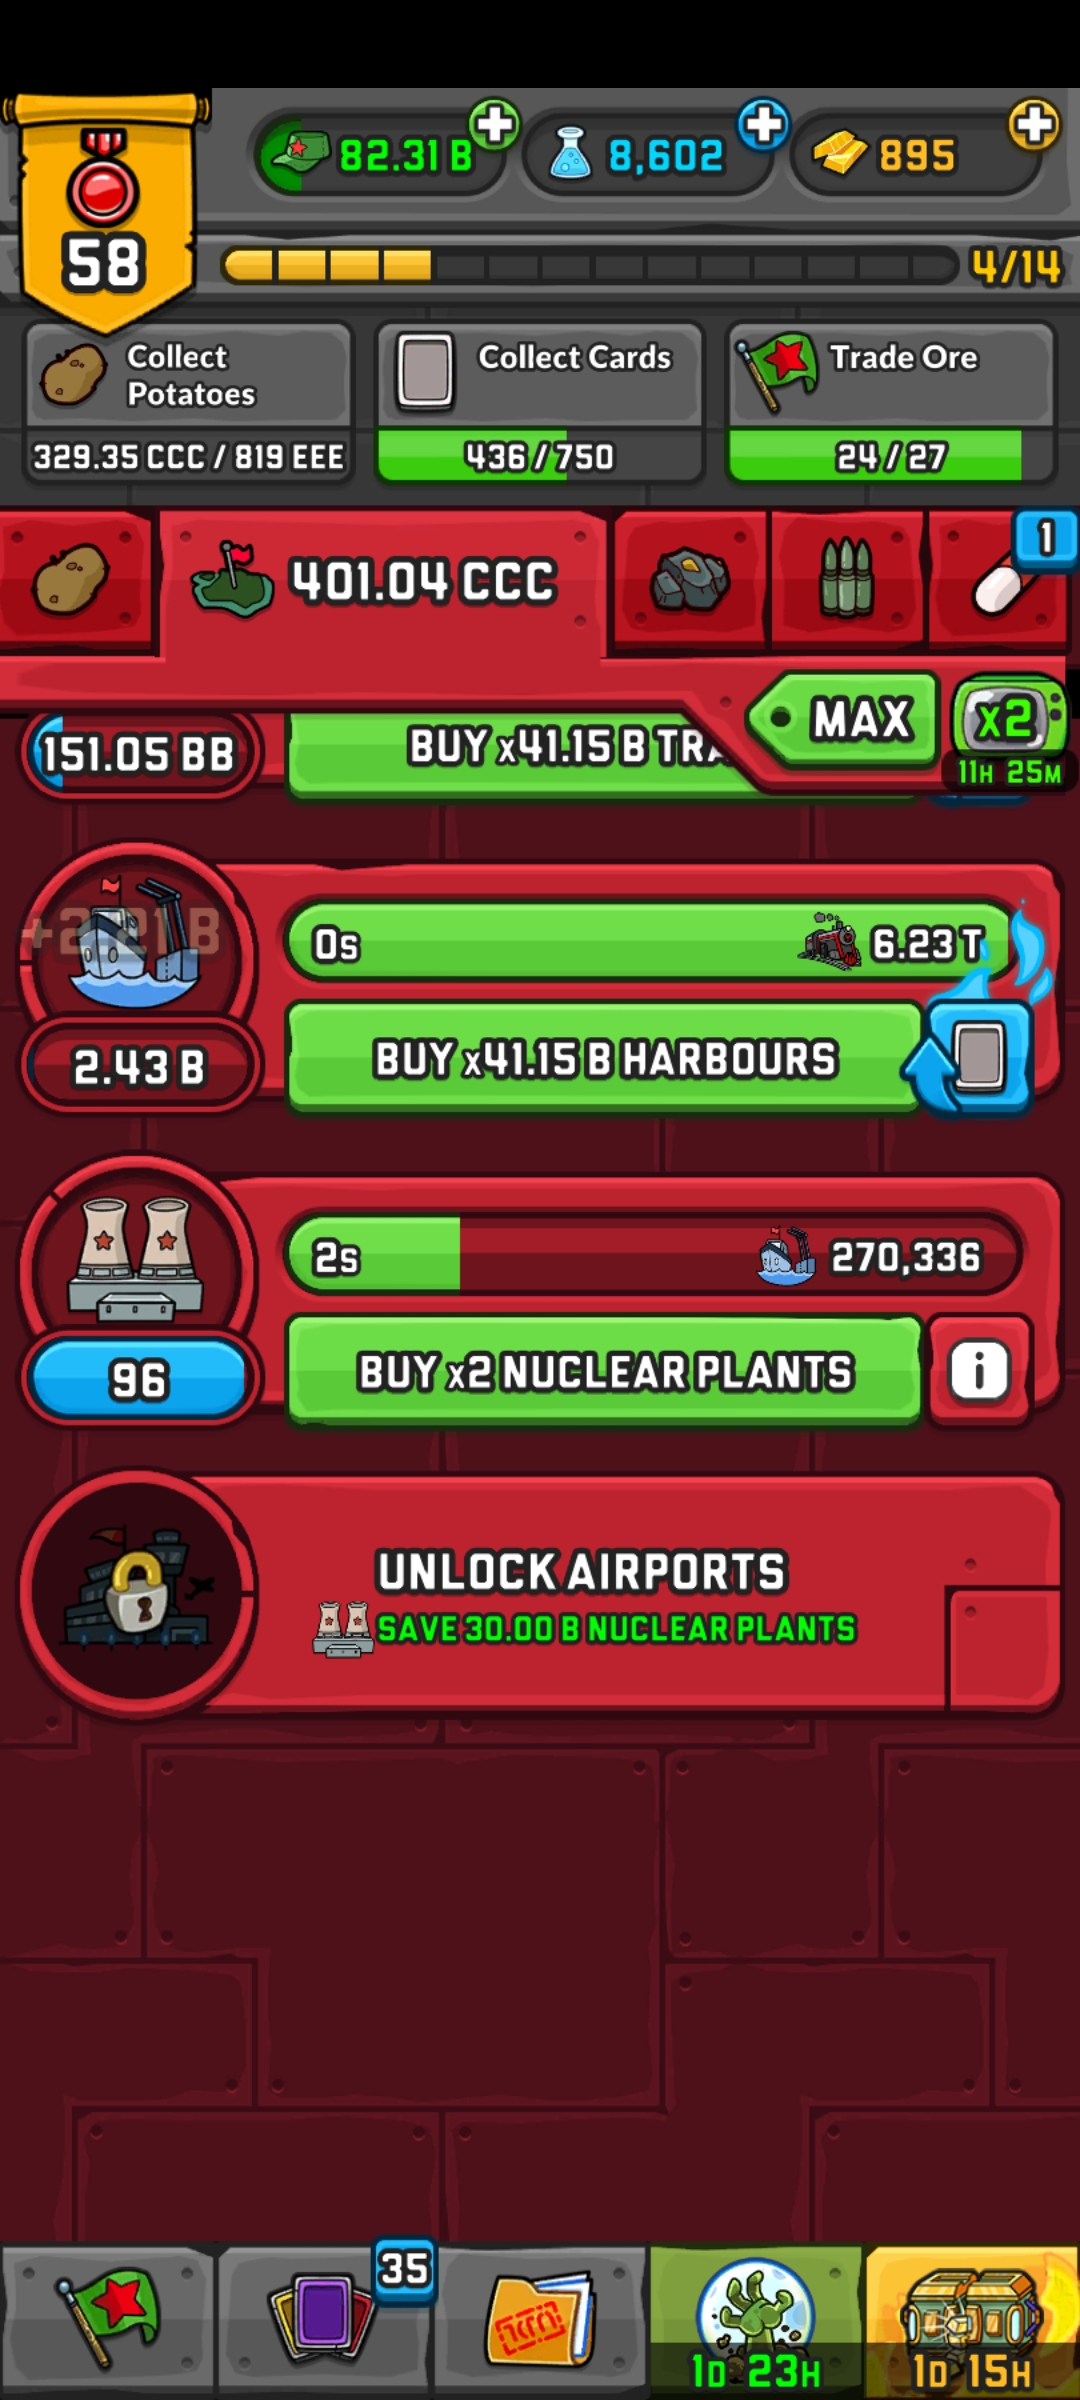 82.31 B
8,602
895
58
4/14
Collect
Potatoes
329.35 CCC / 819 EEE
Collect Cards
436 / 750
Trade Ore
24 / 27
401.04 CCC
1
MAX
x2
11H 25M
151.05 BB
BUY x41.15 B TRA
+2.21 B
0s
6.23 T
2.43 B
BUY x41.15 B HARBOURS
2s
270,336
96
BUY x2 NUCLEAR PLANTS
i
UNLOCK AIRPORTS
SAVE 30.00 B NUCLEAR PLANTS
35
1D 23H
1D 15H